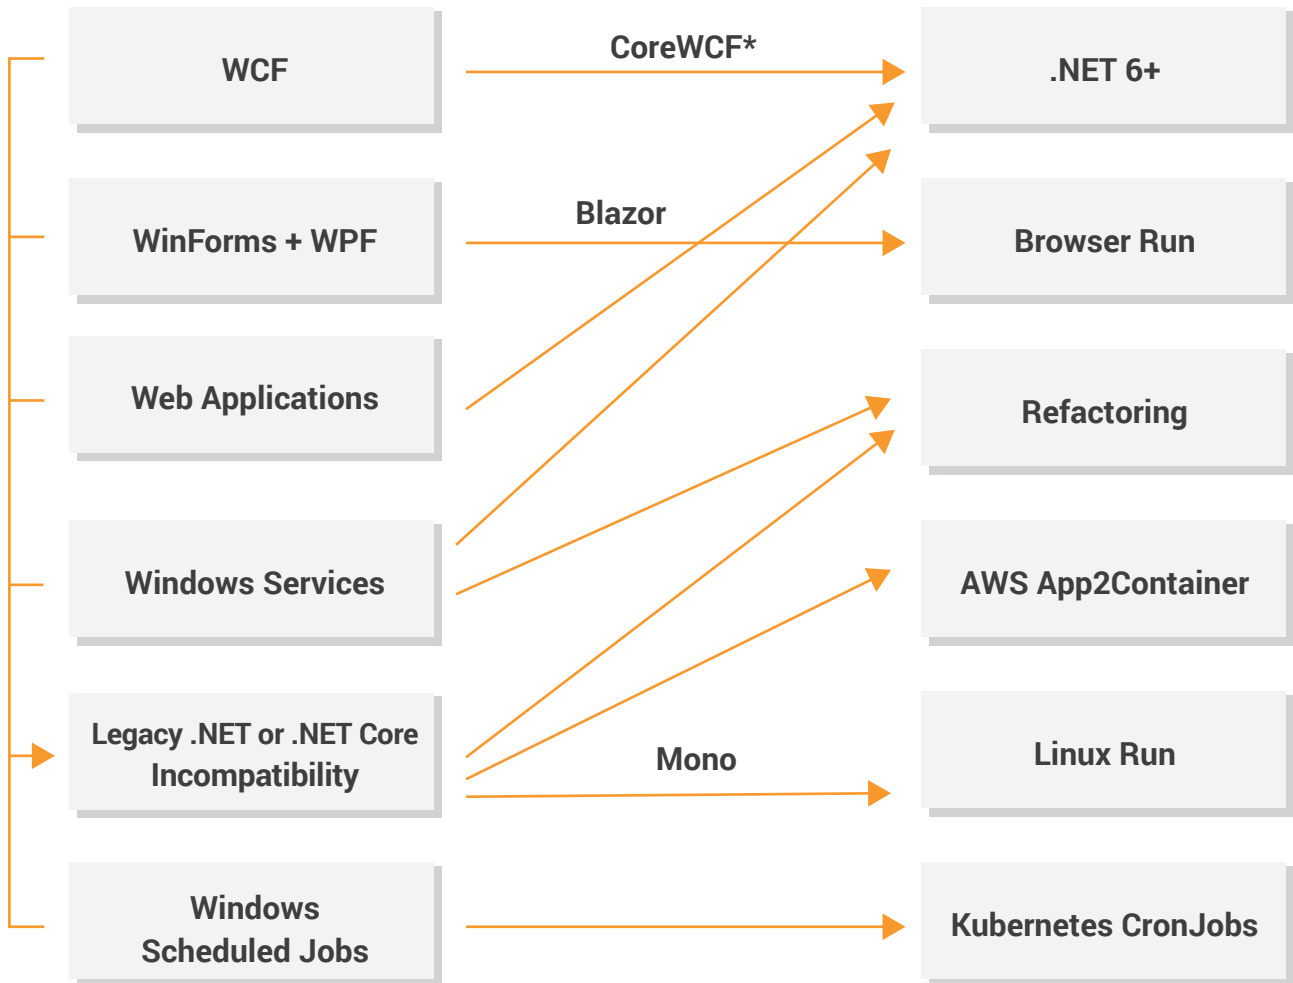 WCF
CoreWCF*
.NET 6+
WinForms + WPF
Blazor
Browser Run
Web Applications
Refactoring
Windows Services
AWS App2Container
Legacy .NET or .NET Core
Incompatibility
Mono
Linux Run
Windows
Scheduled Jobs
Kubernetes CronJobs